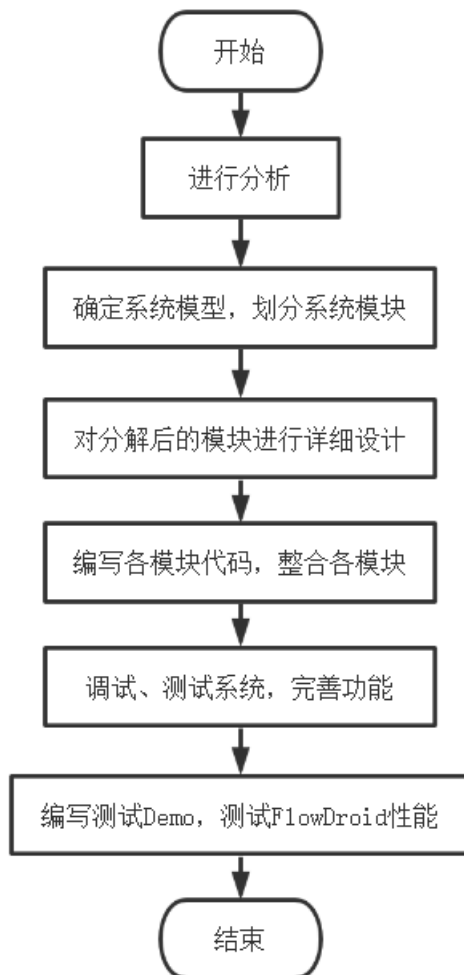 开始
进行分析
确定系统模型，划分系统模块
对分解后的模块进行详细设计
编写各模块代码，整合各模块
调试、测试系统，完善功能
编写测试Demo，测试FlowDroid性能
结束